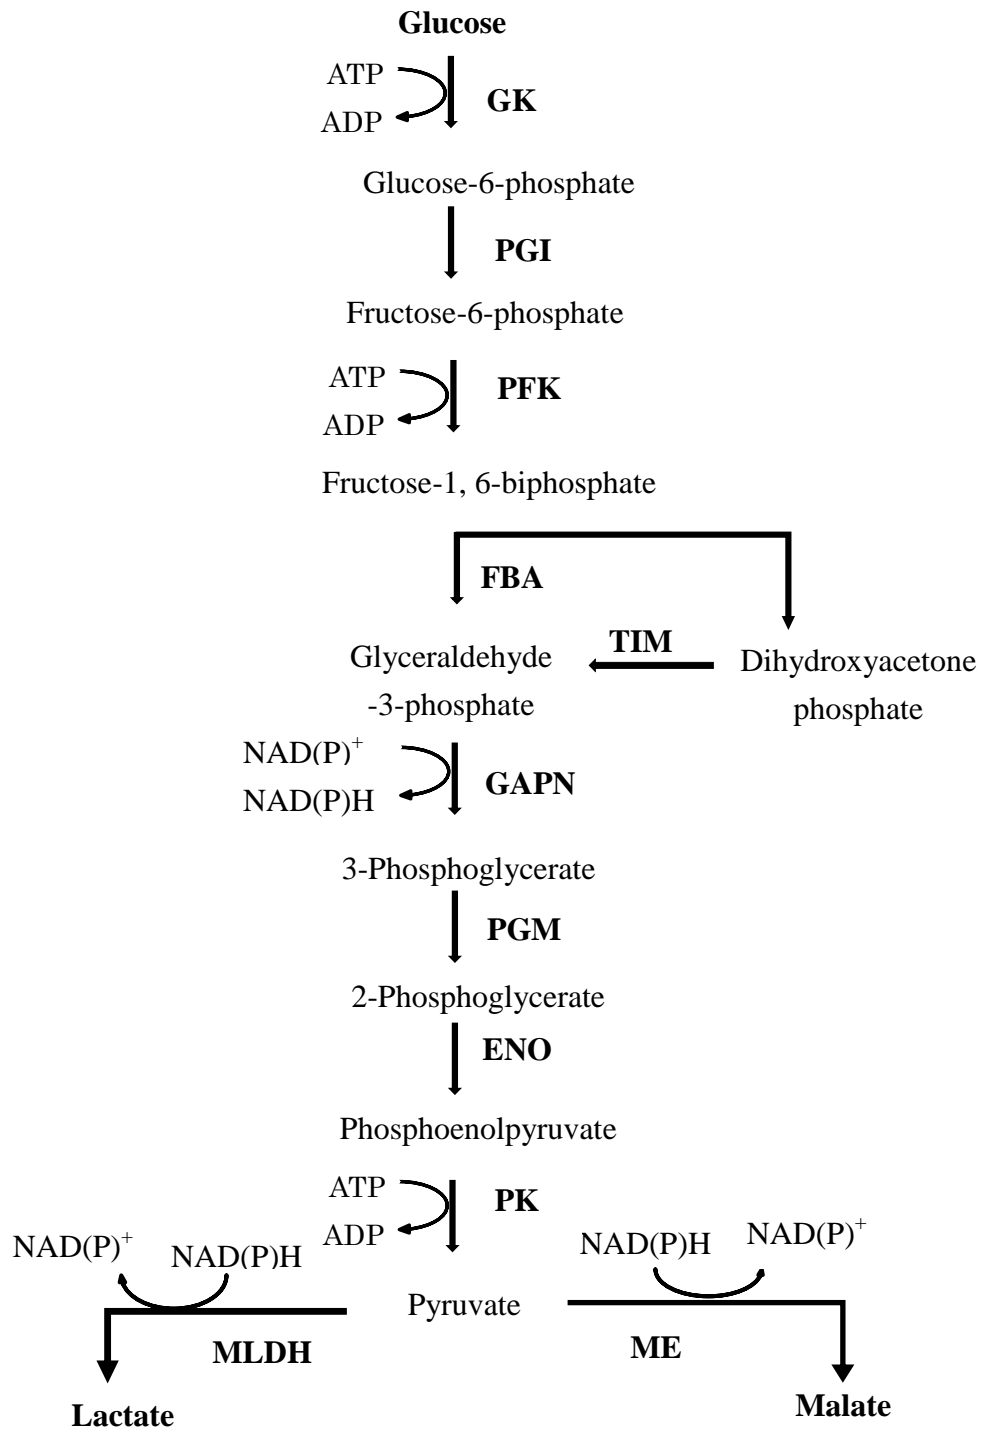 Glucose
ATP
GK
ADP
Glucose-6-phosphate
PGI
Fructose-6-phosphate
ATP
PFK
ADP
Fructose-1, 6-biphosphate
FBA
TIM
Glyceraldehyde
-3-phosphate
Dihydroxyacetone
phosphate
NAD(P)⁺
GAPN
NAD(P)H
3-Phosphoglycerate
PGM
2-Phosphoglycerate
ENO
Phosphoenolpyruvate
ATP
PK
ADP
NAD(P)⁺
NAD(P)H
NAD(P)H
NAD(P)⁺
Pyruvate
MLDH
ME
Lactate
Malate